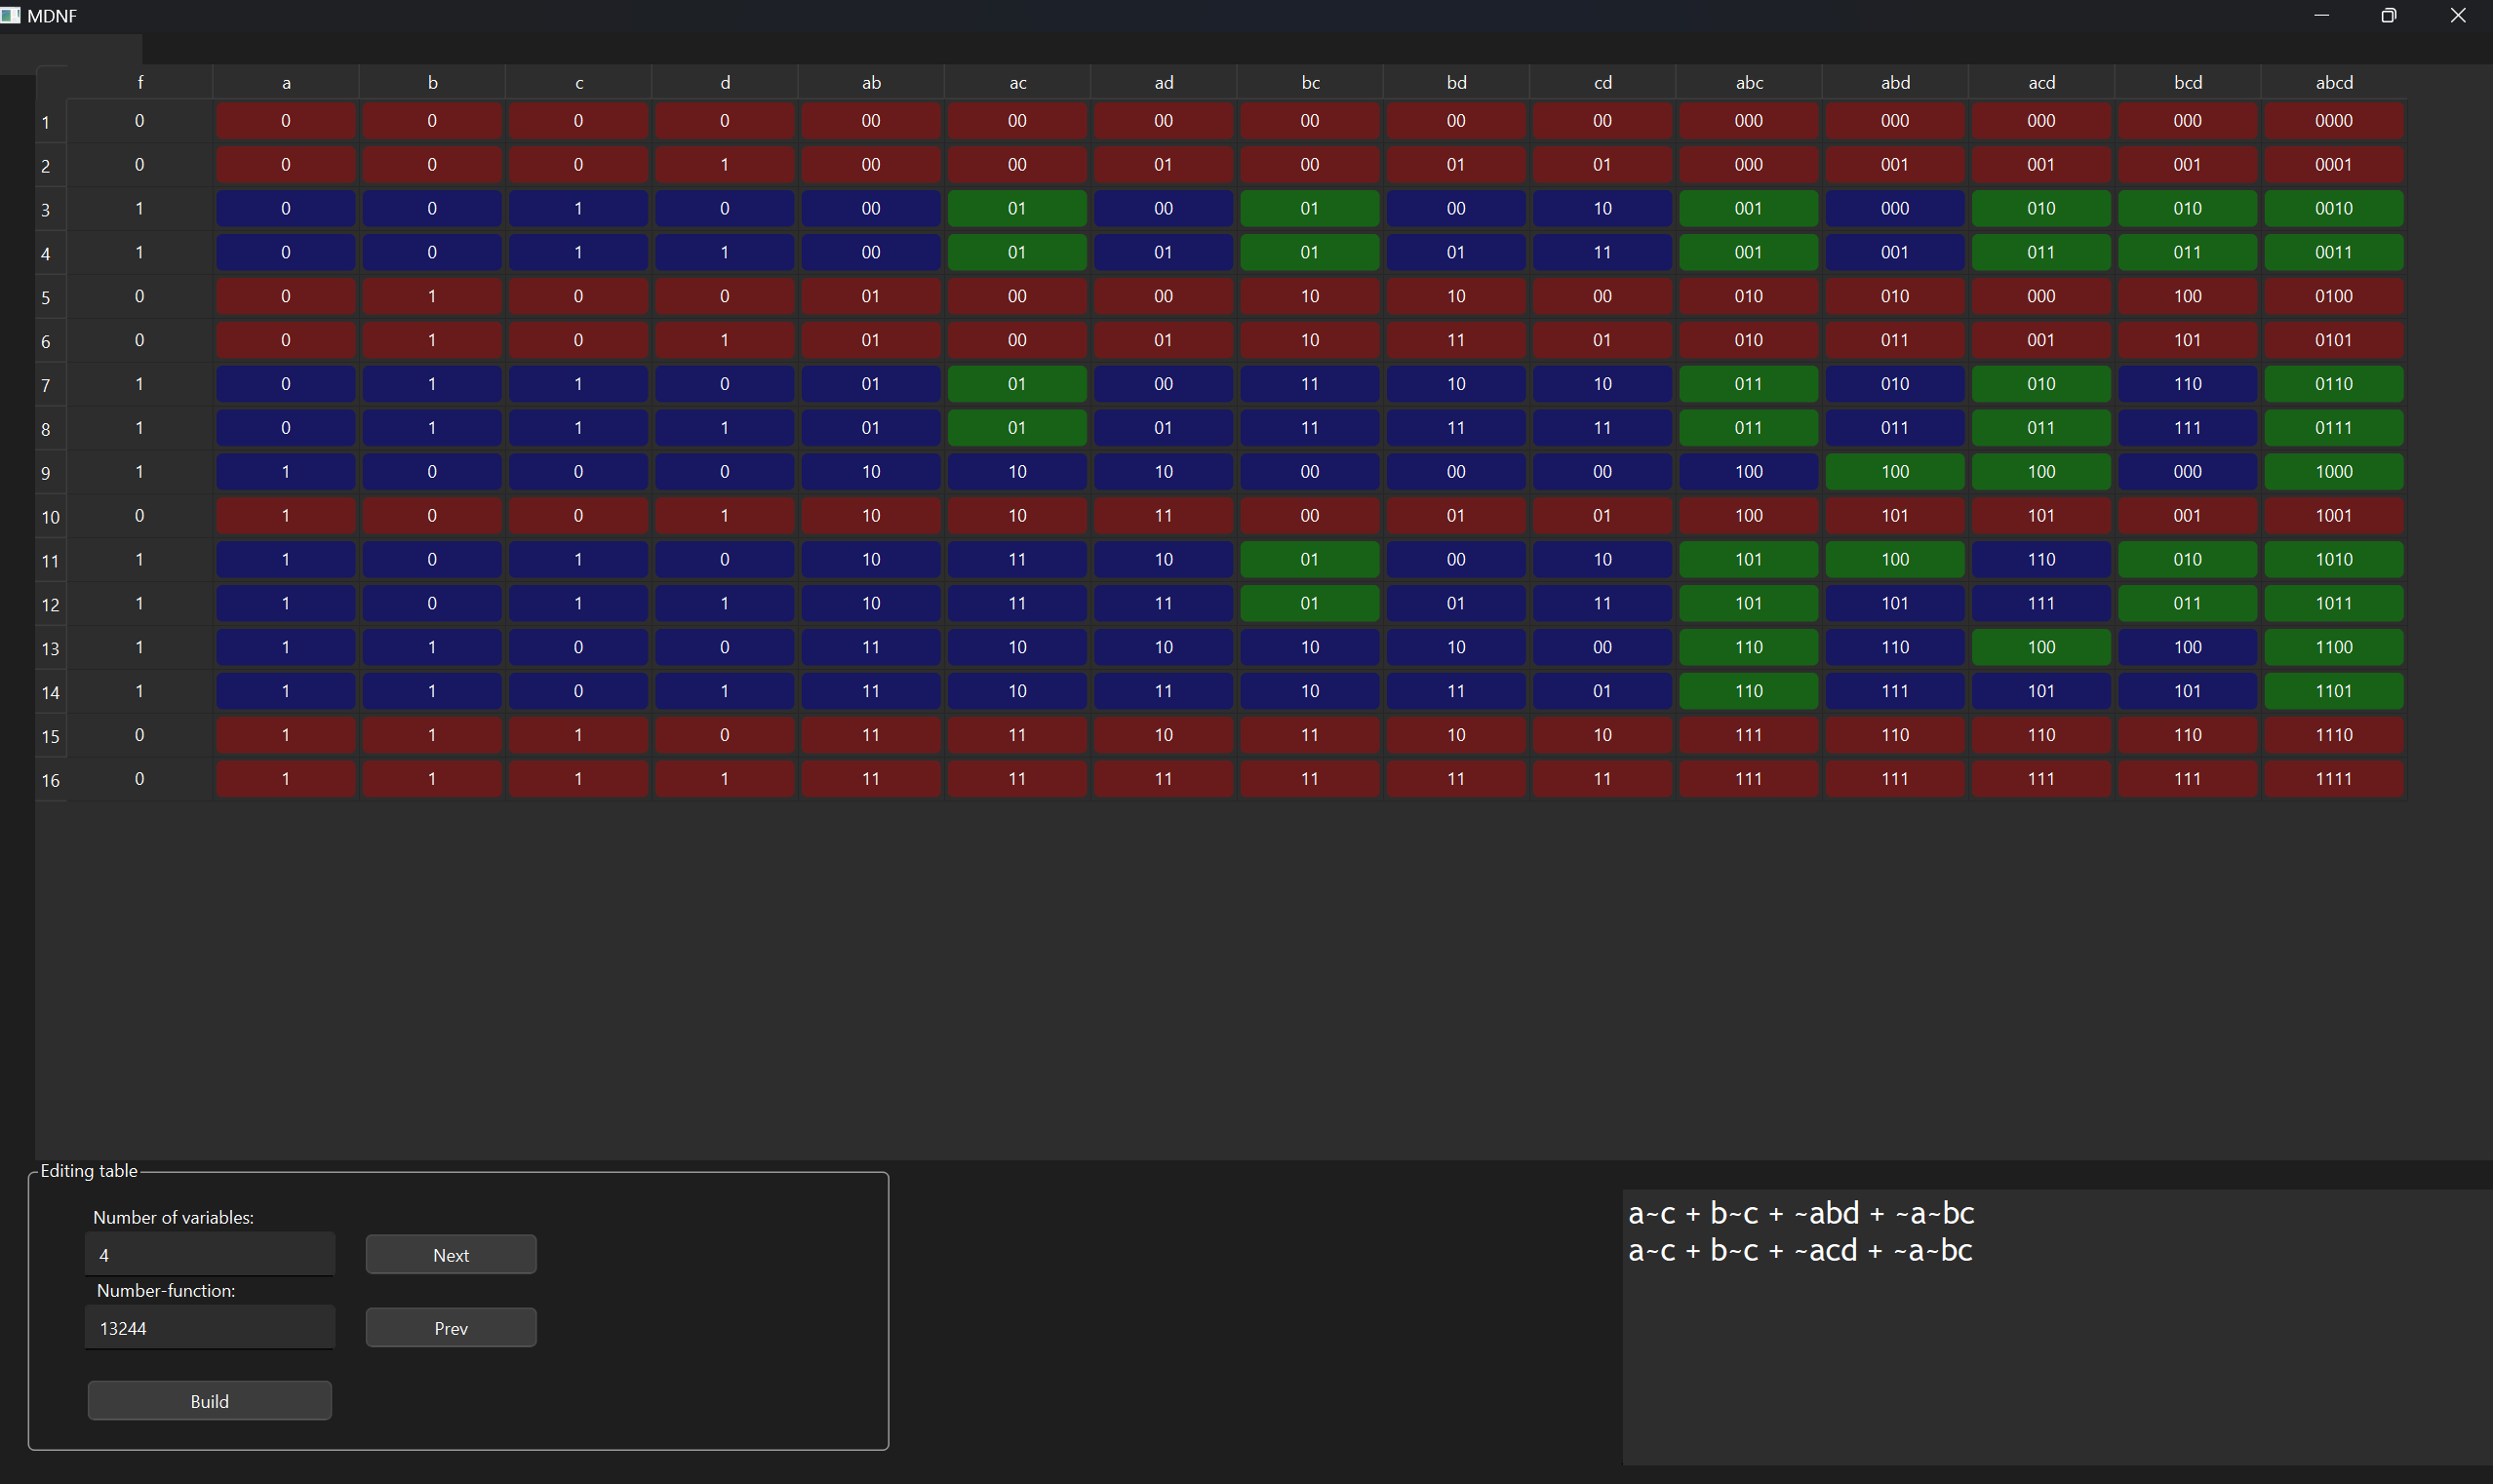 MDNF
f a b c d ab ac ad bc bd cd abc abd acd bcd abcd
1 0 0 0 0 0 00 00 00 00 00 00 000 000 000 000 0000
2 0 0 0 0 1 00 00 01 00 01 01 000 001 001 001 0001
3 1 0 0 1 0 00 01 00 01 00 10 001 000 010 010 0010
4 1 0 0 1 1 00 01 01 01 01 11 001 001 011 011 0011
5 0 0 1 0 0 01 00 00 10 10 00 010 010 000 100 0100
6 0 0 1 0 1 01 00 01 10 11 01 010 011 001 101 0101
7 1 0 1 1 0 01 01 00 11 10 10 011 010 010 110 0110
8 1 0 1 1 1 01 01 01 11 11 11 011 011 011 111 0111
9 1 1 0 0 0 10 10 10 00 00 00 100 100 100 000 1000
10 0 1 0 0 1 10 10 11 00 01 01 100 101 101 001 1001
11 1 1 0 1 0 10 11 10 01 00 10 101 100 110 010 1010
12 1 1 0 1 1 10 11 11 01 01 11 101 101 111 011 1011
13 1 1 1 0 0 11 10 10 10 10 00 110 110 100 100 1100
14 1 1 1 0 1 11 10 11 10 11 01 110 111 101 101 1101
15 0 1 1 1 0 11 11 10 11 10 10 111 110 110 110 1110
16 0 1 1 1 1 11 11 11 11 11 11 111 111 111 111 1111
Editing table
Number of variables:
4
Next
Number-function:
13244
Prev
Build
a~c + b~c + ~abd + ~a~bc
a~c + b~c + ~acd + ~a~bc